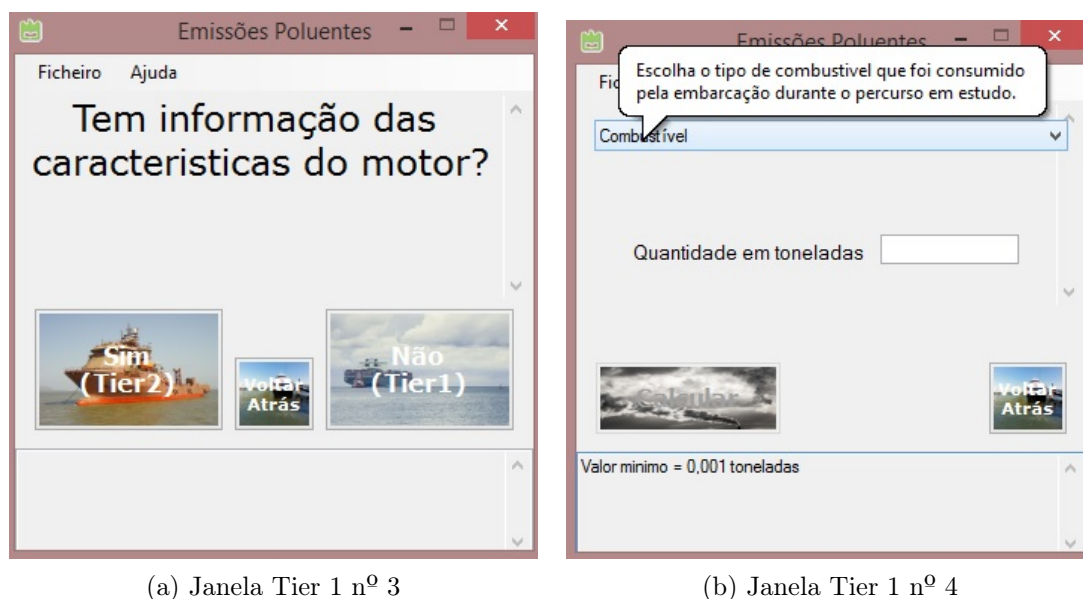 Emissões Poluentes
Ficheiro Ajuda
Tem informação das
caracteristicas do motor?
Sim
(Tier2)
Voltar
Atrás
Não
(Tier1)
(a) Janela Tier 1 nº 3
Emissões Poluentes
Fic
Escolha o tipo de combustivel que foi consumido
pela embarcação durante o percurso em estudo.
Combustível
Quantidade em toneladas
Calcular
Voltar
Atrás
Valor minimo = 0,001 toneladas
(b) Janela Tier 1 nº 4